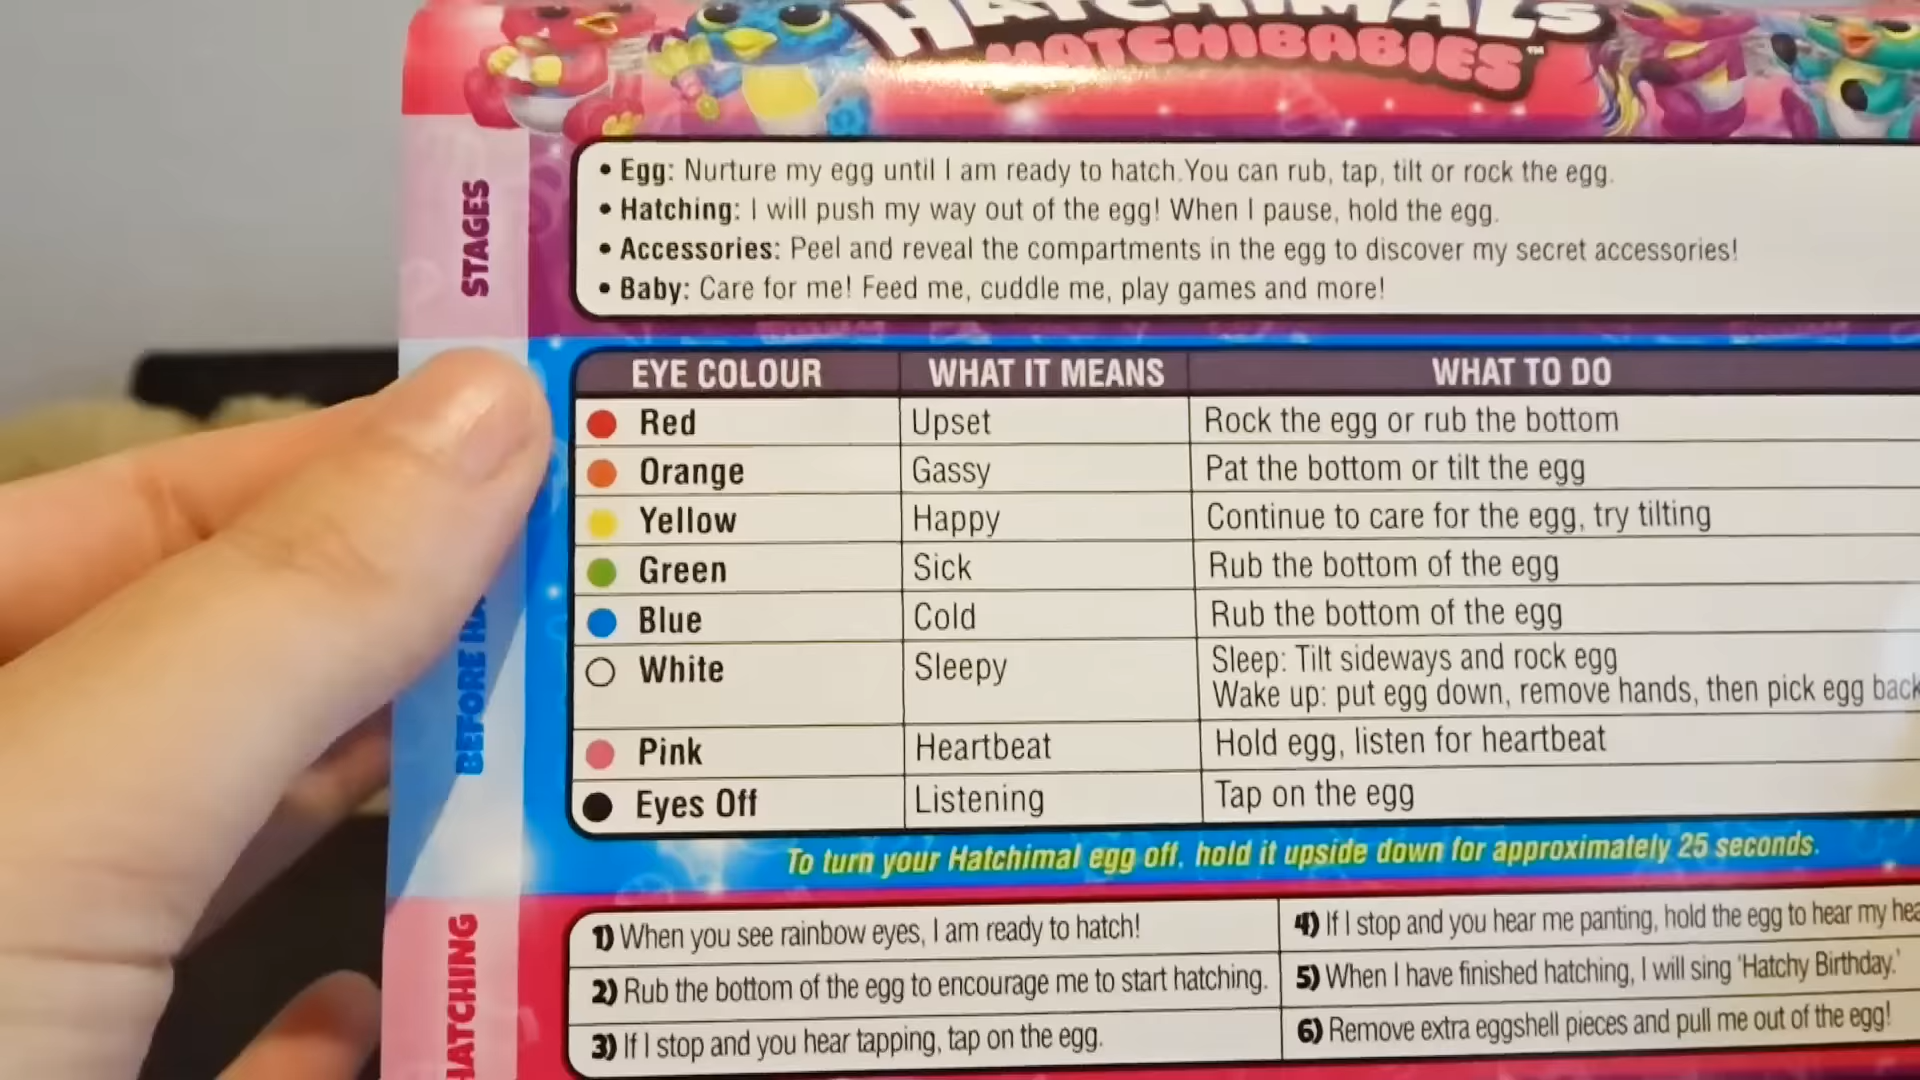 HATCHIMALS
HATCHIBABIES™
STAGES
• Egg: Nurture my egg until I am ready to hatch.You can rub, tap, tilt or rock the egg.
• Hatching: I will push my way out of the egg! When I pause, hold the egg.
• Accessories: Peel and reveal the compartments in the egg to discover my secret accessories!
• Baby: Care for me! Feed me, cuddle me, play games and more!
BEFORE
EYE COLOUR WHAT IT MEANS WHAT TO DO
Red Upset Rock the egg or rub the bottom
Orange Gassy Pat the bottom or tilt the egg
Yellow Happy Continue to care for the egg, try tilting
Green Sick Rub the bottom of the egg
Blue Cold Rub the bottom of the egg
White Sleepy Sleep: Tilt sideways and rock egg
Wake up: put egg down, remove hands, then pick egg back
Pink Heartbeat Hold egg, listen for heartbeat
Eyes Off Listening Tap on the egg
To turn your Hatchimal egg off, hold it upside down for approximately 25 seconds.
HATCHING
1) When you see rainbow eyes, I am ready to hatch!
2) Rub the bottom of the egg to encourage me to start hatching.
3) If I stop and you hear tapping, tap on the egg.
4) If I stop and you hear me panting, hold the egg to hear my
5) When I have finished hatching, I will sing 'Hatchy Birthday.'
6) Remove extra eggshell pieces and pull me out of the egg!